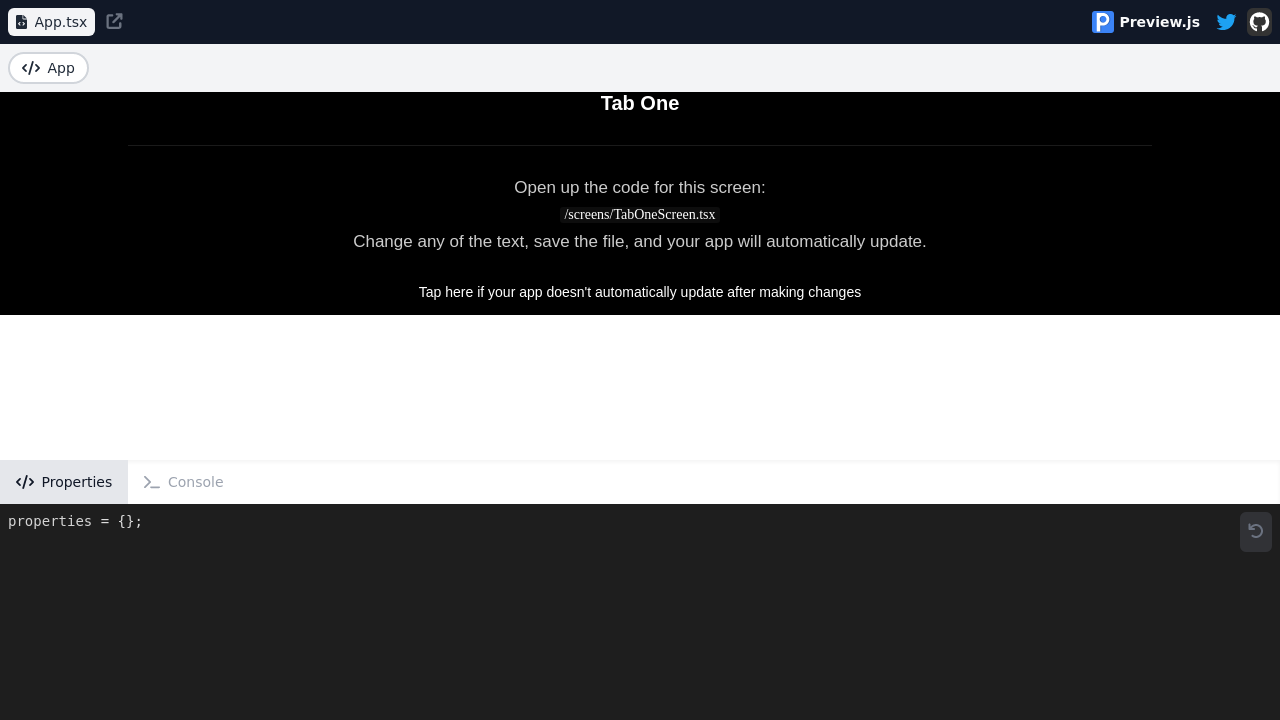 App.tsx
Preview.js
App
Tab One
Open up the code for this screen:
/screens/TabOneScreen.tsx
Change any of the text, save the file, and your app will automatically update.
Tap here if your app doesn't automatically update after making changes
Properties
Console
properties = {};